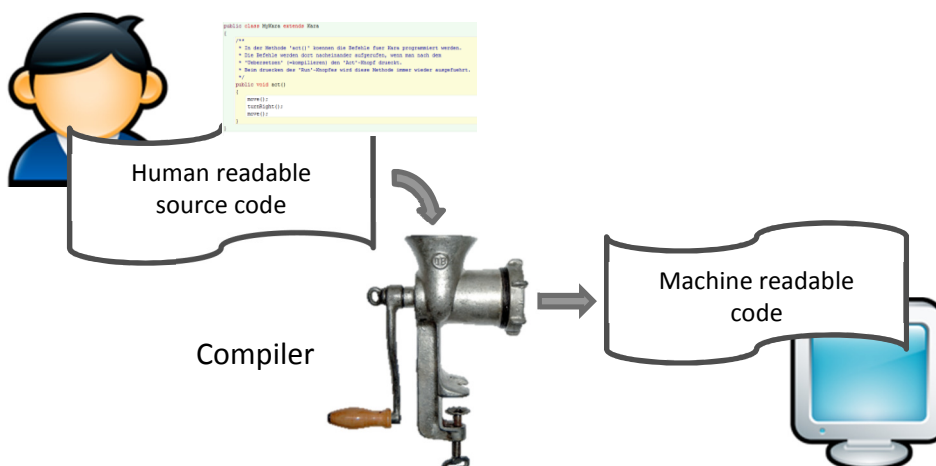 public class MyKara extends Kara
{
/**
* In der Methode 'act()' koennen die Befehle fuer Kara programmiert werden.
* Die Befehle werden dort nacheinander aufgerufen, wenn man nach dem
* 'Uebersetzen' (=kompilieren) den 'Act'-Knopf drueckt.
* Beim druecken des 'Run'-Knopfes wird diese Methode immer wieder ausgefuehrt.
*/
public void act()
{
move();
turnRight();
move();
}
}
Human readable
source code
Machine readable
code
Compiler